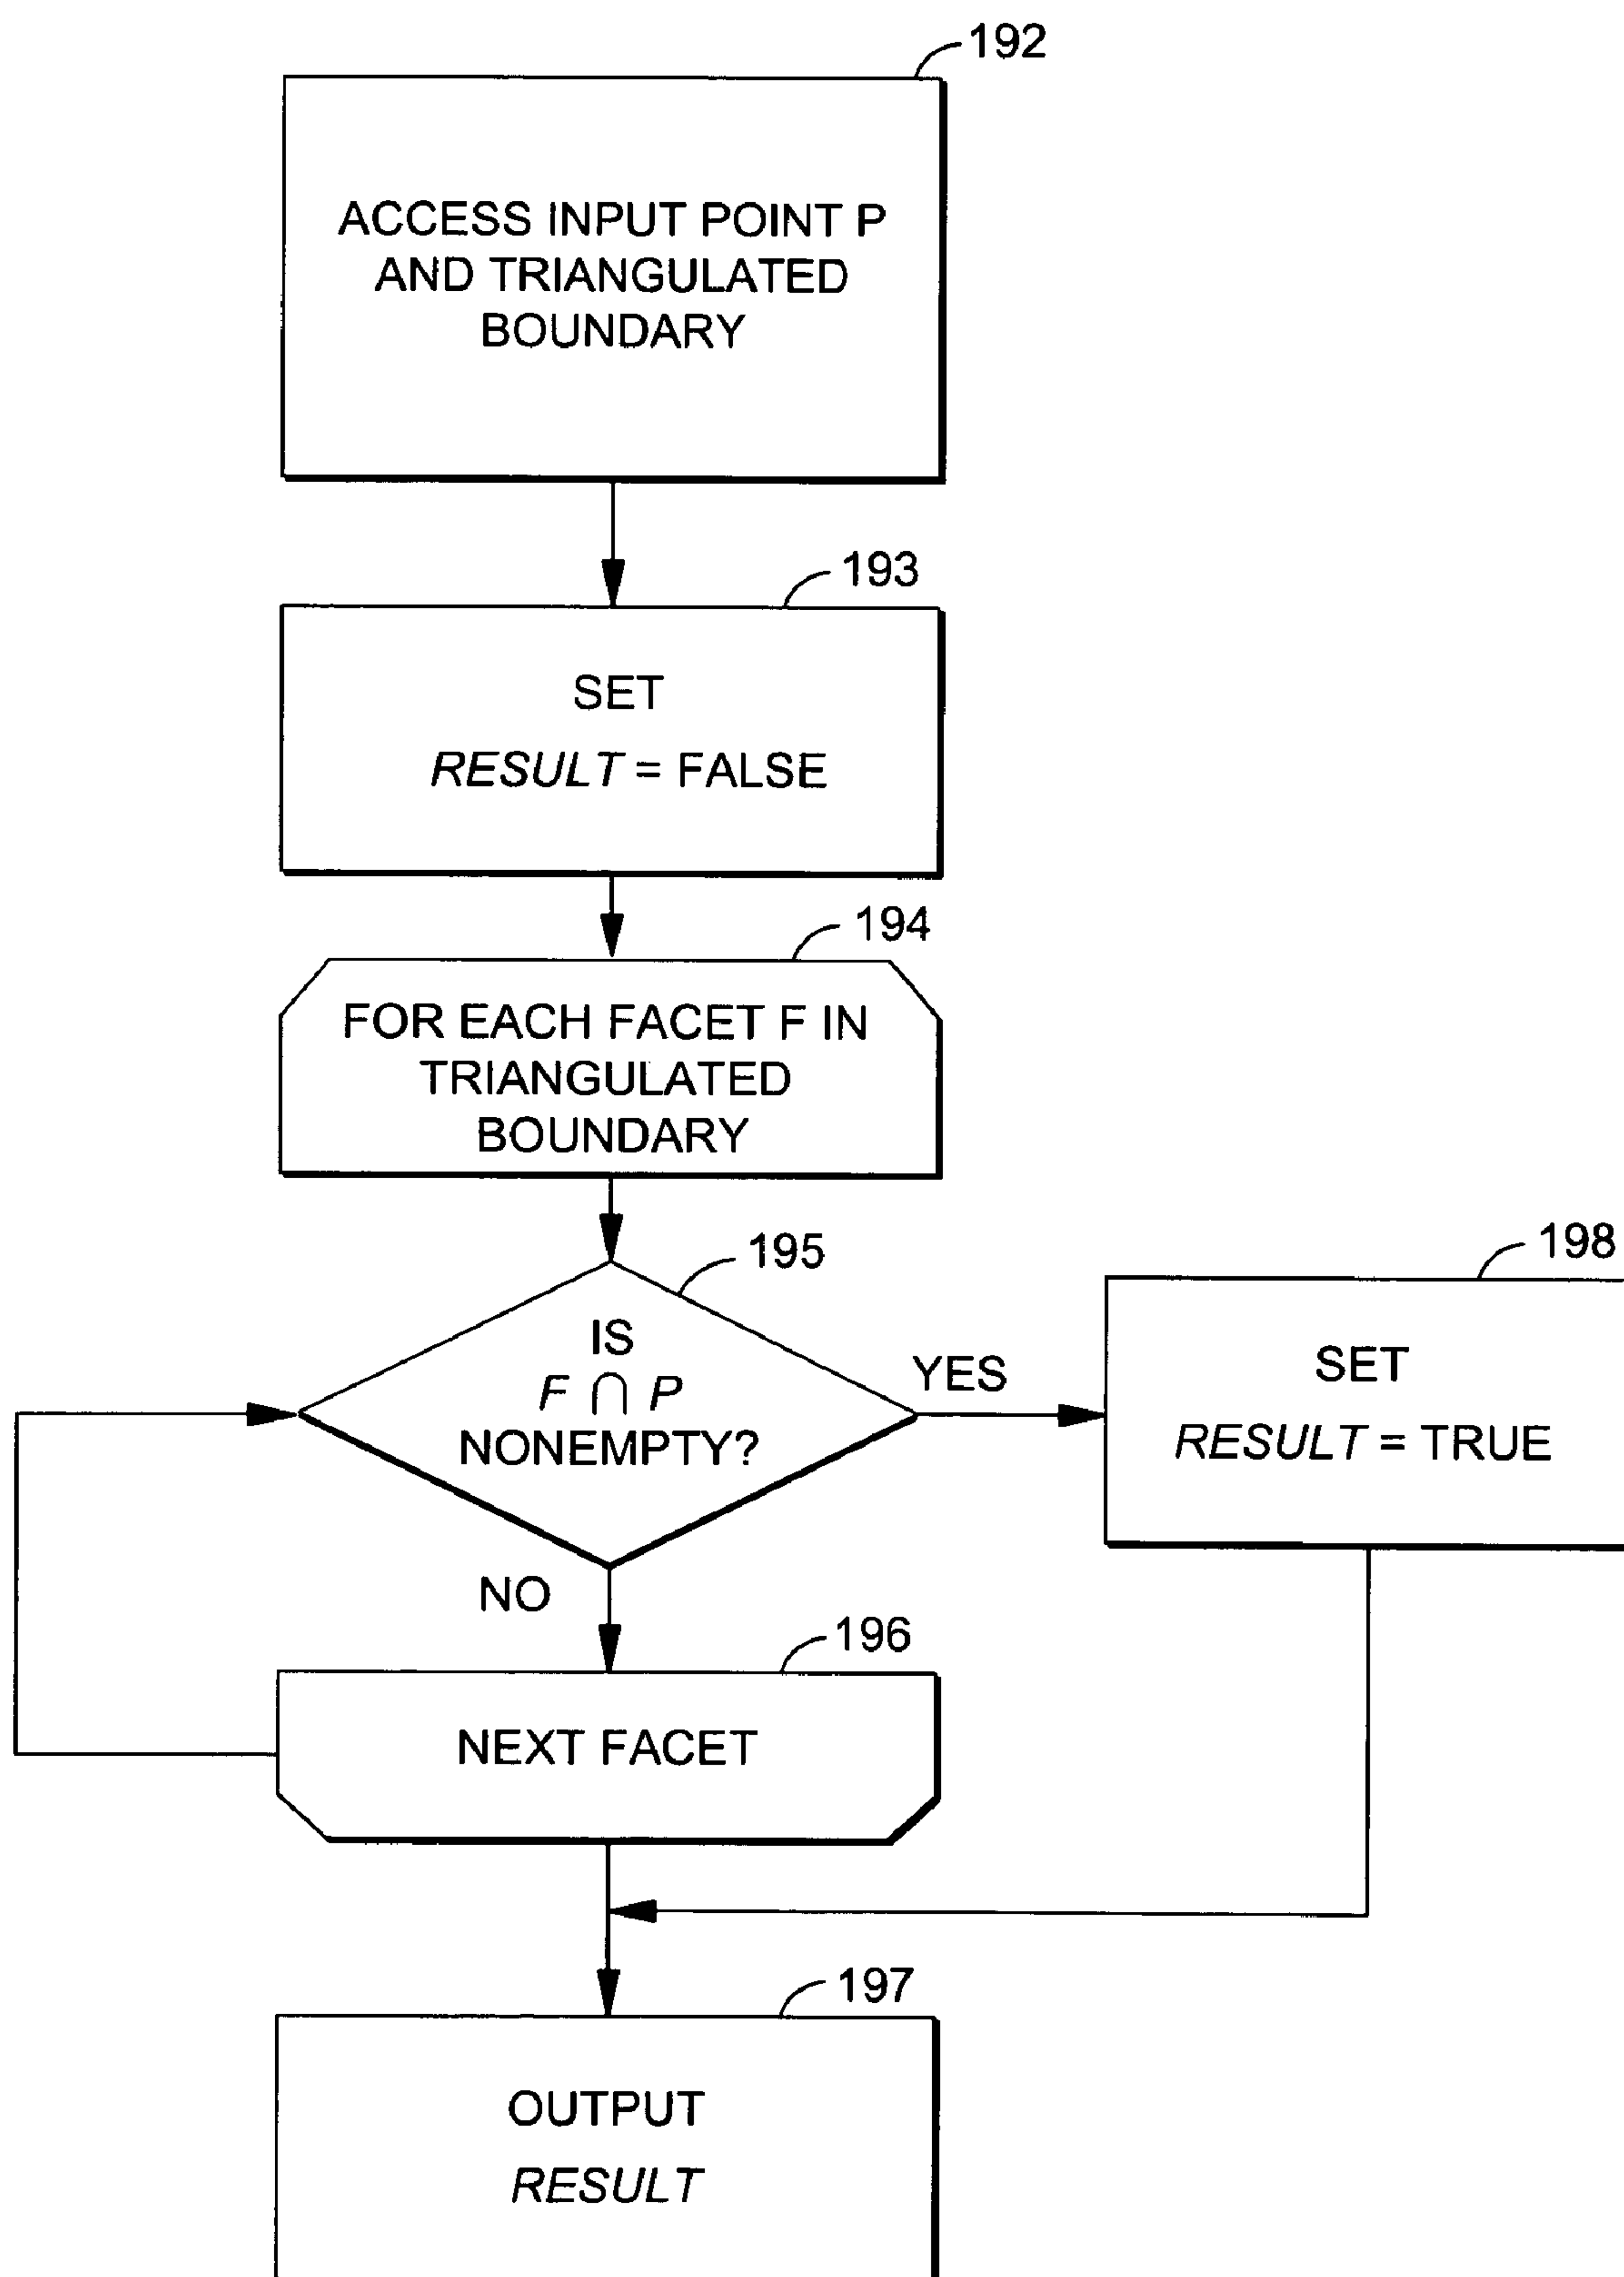 192
ACCESS INPUT POINT P
AND TRIANGULATED
BOUNDARY
193
SET
RESULT = FALSE
194
FOR EACH FACET F IN
TRIANGULATED
BOUNDARY
195
IS
F ∩ P
NONEMPTY?
YES
198
SET
RESULT = TRUE
NO
196
NEXT FACET
197
OUTPUT
RESULT